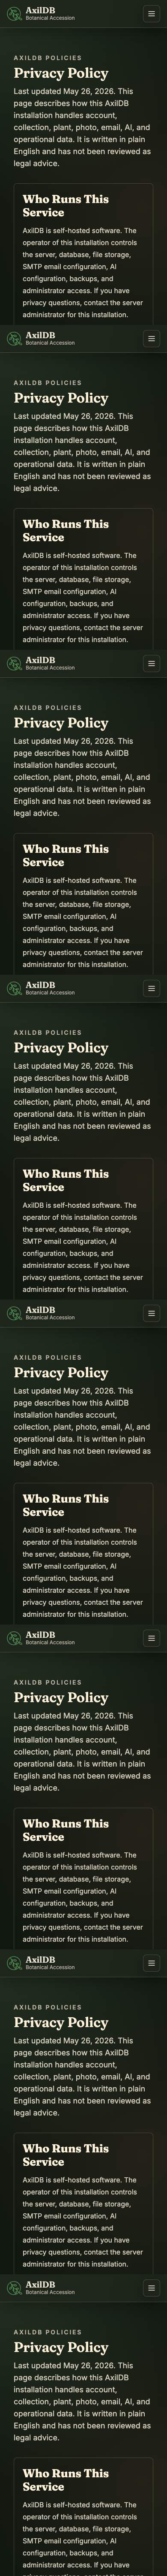 AxilDB
Botanical Accession
AXILDB POLICIES
Privacy Policy
Last updated May 26, 2026. This
page describes how this AxilDB
installation handles account,
collection, plant, photo, email, AI, and
operational data. It is written in plain
English and has not been reviewed as
legal advice.
Who Runs This
Service
AxilDB is self-hosted software. The
operator of this installation controls
the server, database, file storage,
SMTP email configuration, AI
configuration, backups, and
administrator access. If you have
privacy questions, contact the server
administrator for this installation.
AxilDB
Botanical Accession
AXILDB POLICIES
Privacy Policy
Last updated May 26, 2026. This
page describes how this AxilDB
installation handles account,
collection, plant, photo, email, AI, and
operational data. It is written in plain
English and has not been reviewed as
legal advice.
Who Runs This
Service
AxilDB is self-hosted software. The
operator of this installation controls
the server, database, file storage,
SMTP email configuration, AI
configuration, backups, and
administrator access. If you have
privacy questions, contact the server
administrator for this installation.
AxilDB
Botanical Accession
AXILDB POLICIES
Privacy Policy
Last updated May 26, 2026. This
page describes how this AxilDB
installation handles account,
collection, plant, photo, email, AI, and
operational data. It is written in plain
English and has not been reviewed as
legal advice.
Who Runs This
Service
AxilDB is self-hosted software. The
operator of this installation controls
the server, database, file storage,
SMTP email configuration, AI
configuration, backups, and
administrator access. If you have
privacy questions, contact the server
administrator for this installation.
AxilDB
Botanical Accession
AXILDB POLICIES
Privacy Policy
Last updated May 26, 2026. This
page describes how this AxilDB
installation handles account,
collection, plant, photo, email, AI, and
operational data. It is written in plain
English and has not been reviewed as
legal advice.
Who Runs This
Service
AxilDB is self-hosted software. The
operator of this installation controls
the server, database, file storage,
SMTP email configuration, AI
configuration, backups, and
administrator access. If you have
privacy questions, contact the server
administrator for this installation.
AxilDB
Botanical Accession
AXILDB POLICIES
Privacy Policy
Last updated May 26, 2026. This
page describes how this AxilDB
installation handles account,
collection, plant, photo, email, AI, and
operational data. It is written in plain
English and has not been reviewed as
legal advice.
Who Runs This
Service
AxilDB is self-hosted software. The
operator of this installation controls
the server, database, file storage,
SMTP email configuration, AI
configuration, backups, and
administrator access. If you have
privacy questions, contact the server
administrator for this installation.
AxilDB
Botanical Accession
AXILDB POLICIES
Privacy Policy
Last updated May 26, 2026. This
page describes how this AxilDB
installation handles account,
collection, plant, photo, email, AI, and
operational data. It is written in plain
English and has not been reviewed as
legal advice.
Who Runs This
Service
AxilDB is self-hosted software. The
operator of this installation controls
the server, database, file storage,
SMTP email configuration, AI
configuration, backups, and
administrator access. If you have
privacy questions, contact the server
administrator for this installation.
AxilDB
Botanical Accession
AXILDB POLICIES
Privacy Policy
Last updated May 26, 2026. This
page describes how this AxilDB
installation handles account,
collection, plant, photo, email, AI, and
operational data. It is written in plain
English and has not been reviewed as
legal advice.
Who Runs This
Service
AxilDB is self-hosted software. The
operator of this installation controls
the server, database, file storage,
SMTP email configuration, AI
configuration, backups, and
administrator access. If you have
privacy questions, contact the server
administrator for this installation.
AxilDB
Botanical Accession
AXILDB POLICIES
Privacy Policy
Last updated May 26, 2026. This
page describes how this AxilDB
installation handles account,
collection, plant, photo, email, AI, and
operational data. It is written in plain
English and has not been reviewed as
legal advice.
Who Runs This
Service
AxilDB is self-hosted software. The
operator of this installation controls
the server, database, file storage,
SMTP email configuration, AI
configuration, backups, and
administrator access. If you have